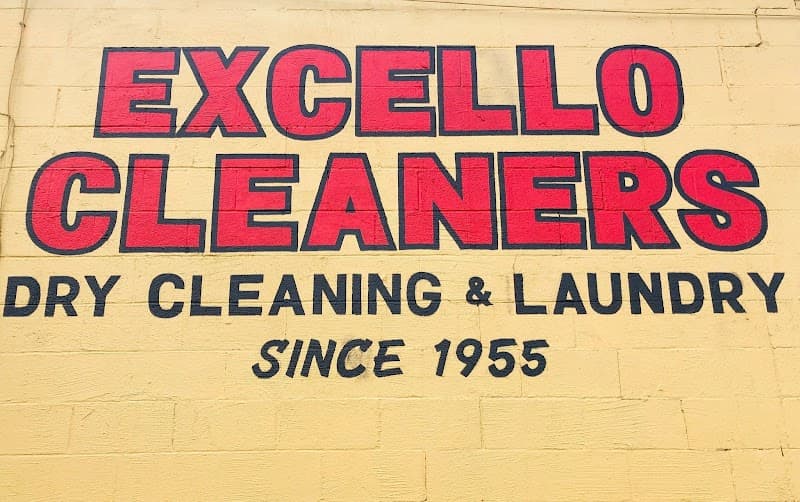 EXCELLO
CLEANERS
DRY CLEANING & LAUNDRY
SINCE 1955